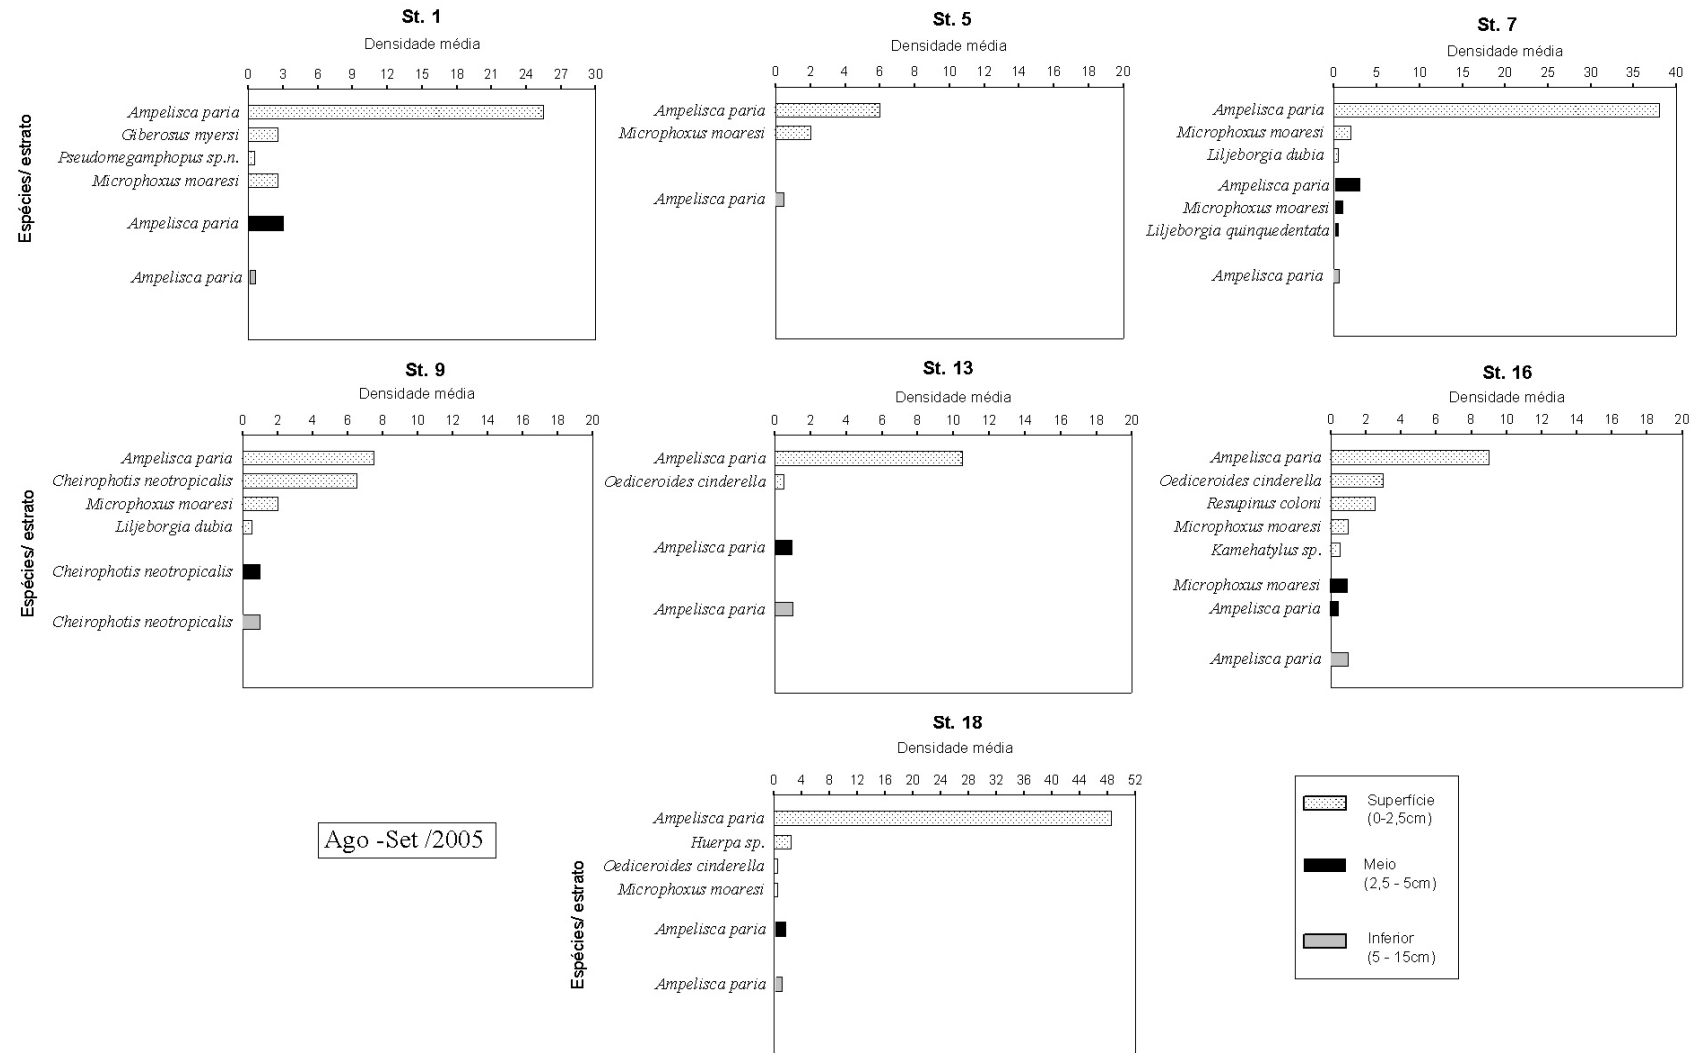 St. 1
Densidade média
0 3 6 9 12 15 18 21 24 27 30
Espécies/ estrato
Ampelisca paria
Giberosus myersi
Pseudomegamphopus sp.n.
Microphoxus moaresi
Ampelisca paria
Ampelisca paria
St. 5
Densidade média
0 2 4 6 8 10 12 14 16 18 20
Ampelisca paria
Microphoxus moaresi
Ampelisca paria
St. 7
Densidade média
0 5 10 15 20 25 30 35 40
Ampelisca paria
Microphoxus moaresi
Liljeborgia dubia
Ampelisca paria
Microphoxus moaresi
Liljeborgia quinquedentata
Ampelisca paria
St. 9
Densidade média
0 2 4 6 8 10 12 14 16 18 20
Espécies/ estrato
Ampelisca paria
Cheirophotis neotropicalis
Microphoxus moaresi
Liljeborgia dubia
Cheirophotis neotropicalis
Cheirophotis neotropicalis
St. 13
Densidade média
0 2 4 6 8 10 12 14 16 18 20
Ampelisca paria
Oediceroides cinderella
Ampelisca paria
Ampelisca paria
St. 16
Densidade média
0 2 4 6 8 10 12 14 16 18 20
Ampelisca paria
Oediceroides cinderella
Resupinus coloni
Microphoxus moaresi
Kamehatylus sp.
Microphoxus moaresi
Ampelisca paria
Ampelisca paria
St. 18
Densidade média
0 4 8 12 16 20 24 28 32 36 40 44 48 52
Espécies/ estrato
Ampelisca paria
Huerpa sp.
Oediceroides cinderella
Microphoxus moaresi
Ampelisca paria
Ampelisca paria
Ago -Set /2005
Superfície
(0-2,5cm)
Meio
(2,5 - 5cm)
Inferior
(5 - 15cm)